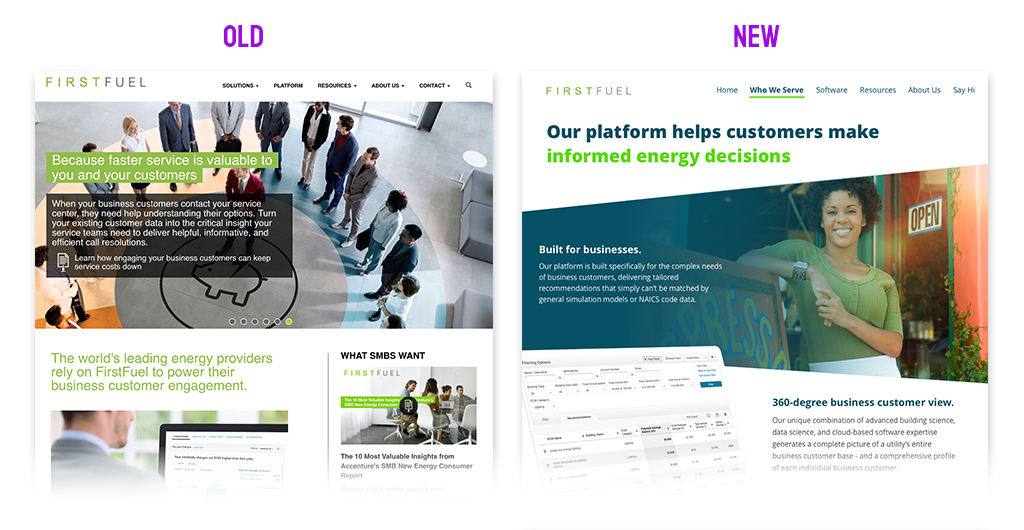 OLD
NEW
FIRSTFUEL
SOLUTIONS
PLATFORM
RESOURCES
ABOUT US
CONTACT
Because faster service is valuable to
you and your customers
When your business customers contact your service
center, they need help understanding their options. Turn
your existing customer data into the critical insight your
service teams need to deliver helpful, informative, and
efficient call resolutions.
Learn how engaging your business customers can keep
service costs down
The world's leading energy providers
rely on FirstFuel to power their
business customer engagement.
WHAT SMBS WANT
FIRSTFUEL
The 10 Most Valuable Insights from
Accenture's SMB New Energy Consumer
Report
FIRSTFUEL
Home
Who We Serve
Software
Resources
About Us
Say Hi
Our platform helps customers make
informed energy decisions
OPEN
Built for businesses.
Our platform is built specifically for the complex needs
of business customers, delivering tailored
recommendations that simply can't be matched by
general simulation models or NAICS code data.
Filtering Options
Recommendations
360-degree business customer view.
Our unique combination of advanced building science,
data science, and cloud-based software expertise
generates a complete picture of a utility's entire
business customer base - and a comprehensive profile
of each individual business customer.